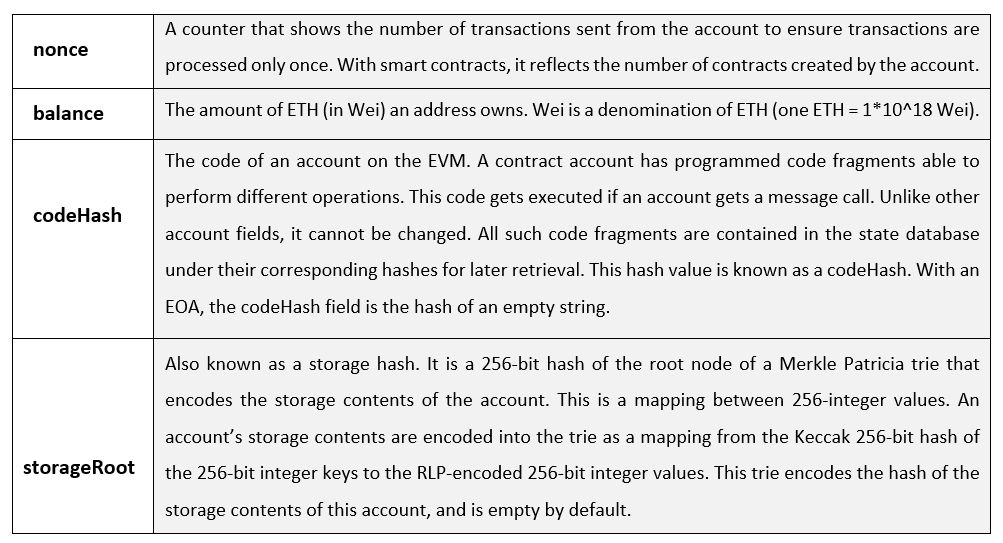 nonce
A counter that shows the number of transactions sent from the account to ensure transactions are
processed only once. With smart contracts, it reflects the number of contracts created by the account.
balance
The amount of ETH (in Wei) an address owns. Wei is a denomination of ETH (one ETH = 1*10^18 Wei).
codeHash
The code of an account on the EVM. A contract account has programmed code fragments able to
perform different operations. This code gets executed if an account gets a message call. Unlike other
account fields, it cannot be changed. All such code fragments are contained in the state database
under their corresponding hashes for later retrieval. This hash value is known as a codeHash. With an
EOA, the codeHash field is the hash of an empty string.
storageRoot
Also known as a storage hash. It is a 256-bit hash of the root node of a Merkle Patricia trie that
encodes the storage contents of the account. This is a mapping between 256-integer values. An
account’s storage contents are encoded into the trie as a mapping from the Keccak 256-bit hash of
the 256-bit integer keys to the RLP-encoded 256-bit integer values. This trie encodes the hash of the
storage contents of this account, and is empty by default.